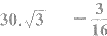 30. √3 = 3/16